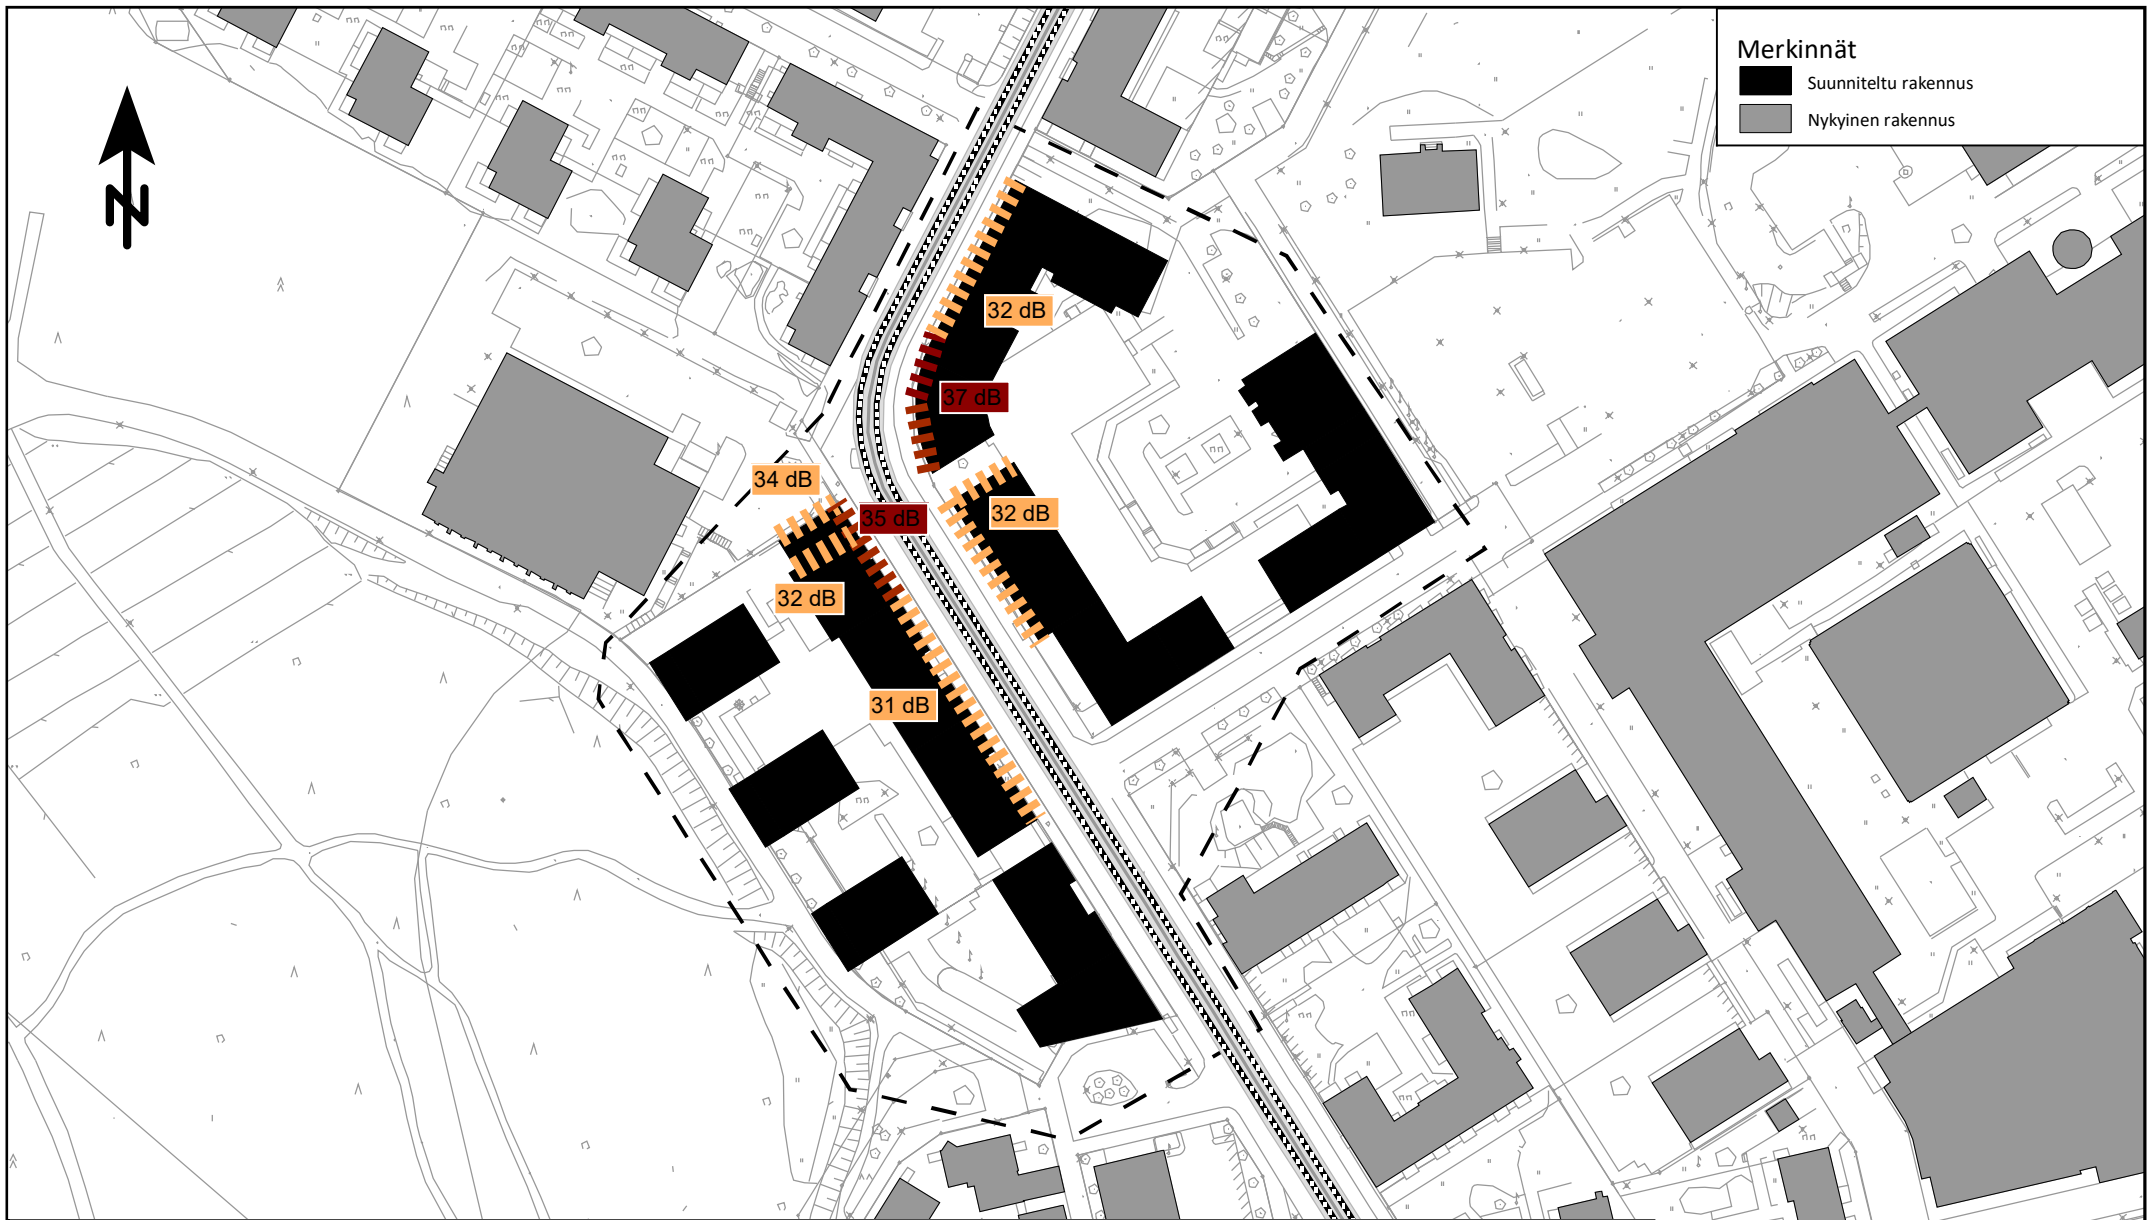 Merkinnät
Suunniteltu rakennus
Nykyinen rakennus
N
32 dB
37 dB
34 dB
35 dB
32 dB
32 dB
31 dB